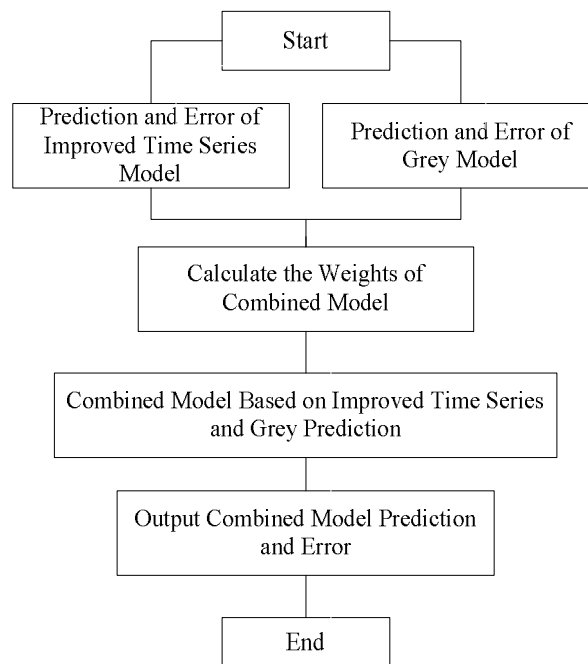 Start
Prediction and Error of
Improved Time Series
Model
Prediction and Error of
Grey Model
Calculate the Weights of
Combined Model
Combined Model Based on Improved Time Series
and Grey Prediction
Output Combined Model Prediction
and Error
End